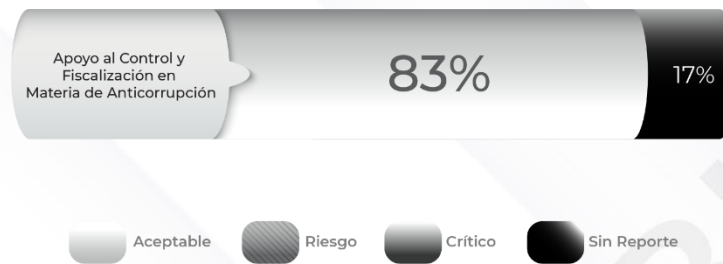 Apoyo al Control y
Fiscalización en
Materia de Anticorrupción
83%
17%
Aceptable
Riesgo
Crítico
Sin Reporte